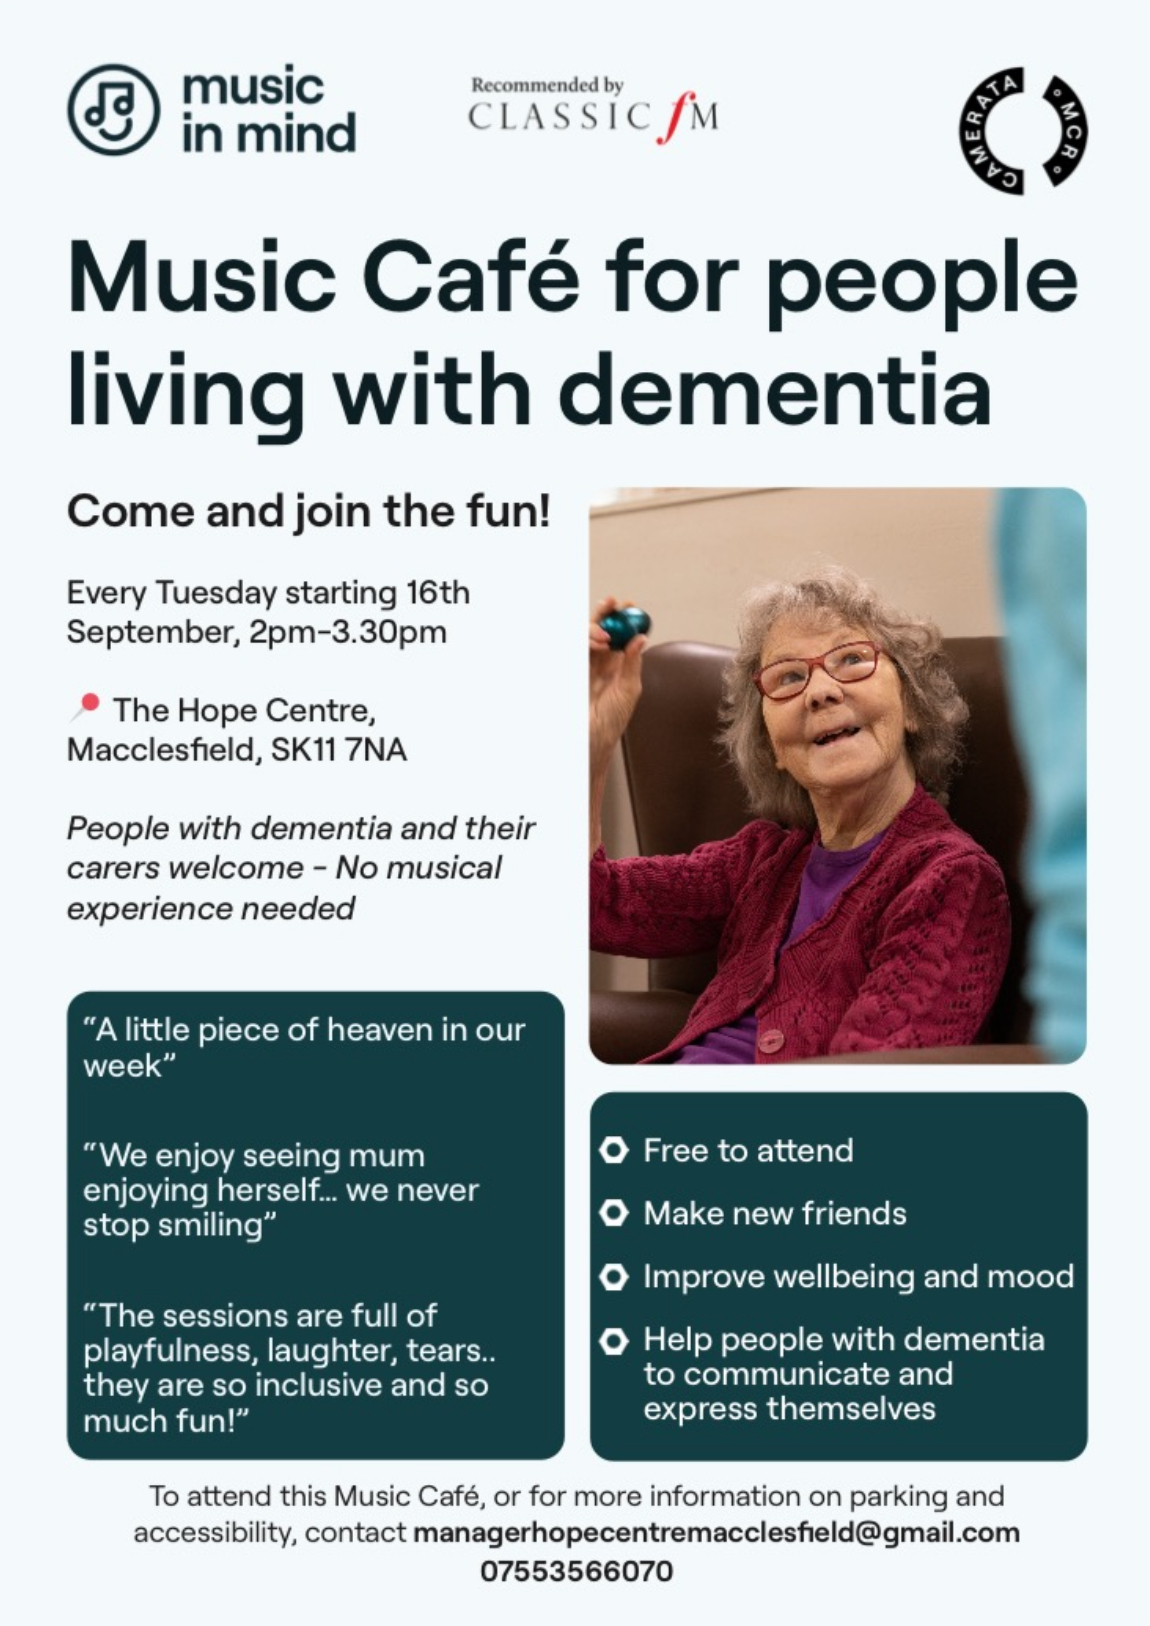 music
in mind
Recommended by
CLASSIC fM
CAMERATA
MCR
Music Café for people
living with dementia
Come and join the fun!
Every Tuesday starting 16th
September, 2pm-3.30pm
The Hope Centre,
Macclesfield, SK11 7NA
People with dementia and their
carers welcome - No musical
experience needed
“A little piece of heaven in our
week”
“We enjoy seeing mum
enjoying herself... we never
stop smiling”
“The sessions are full of
playfulness, laughter, tears..
they are so inclusive and so
much fun!”
Free to attend
Make new friends
Improve wellbeing and mood
Help people with dementia
to communicate and
express themselves
To attend this Music Café, or for more information on parking and
accessibility, contact managerhopecentremacclesfield@gmail.com
07553566070